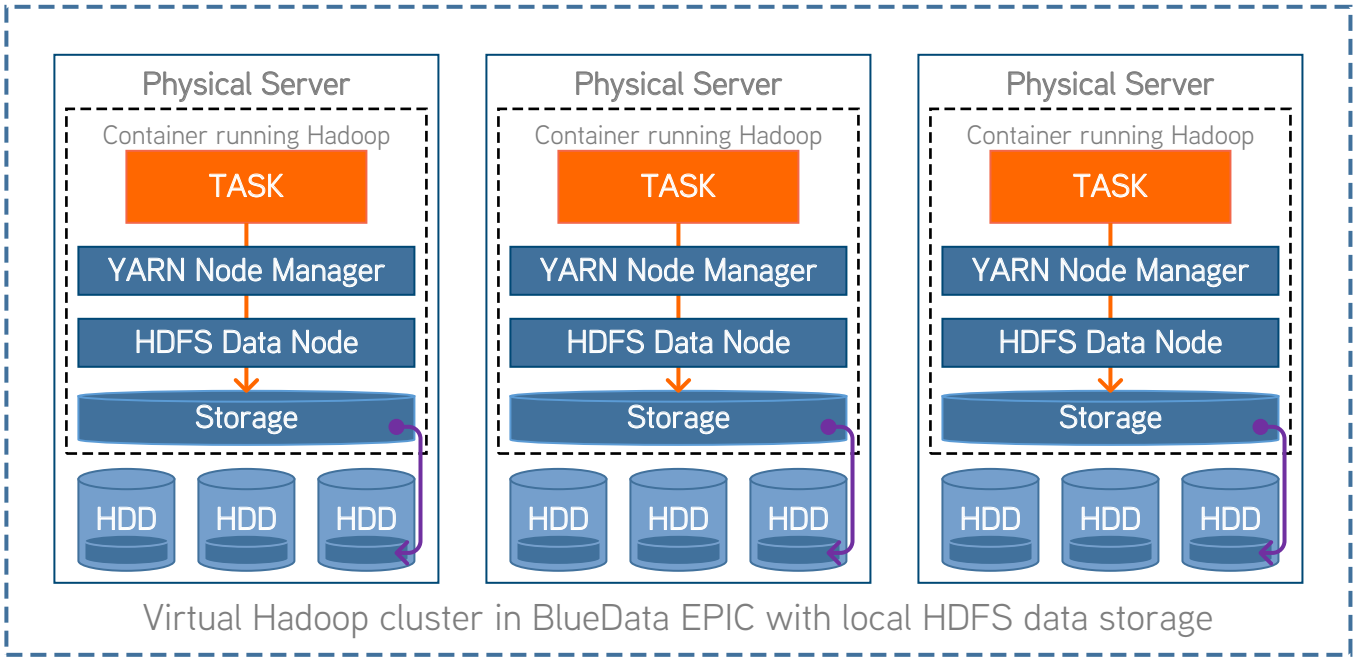 Physical Server
Container running Hadoop
TASK
YARN Node Manager
HDFS Data Node
Storage
HDD HDD HDD
Physical Server
Container running Hadoop
TASK
YARN Node Manager
HDFS Data Node
Storage
HDD HDD HDD
Physical Server
Container running Hadoop
TASK
YARN Node Manager
HDFS Data Node
Storage
HDD HDD HDD
Virtual Hadoop cluster in BlueData EPIC with local HDFS data storage